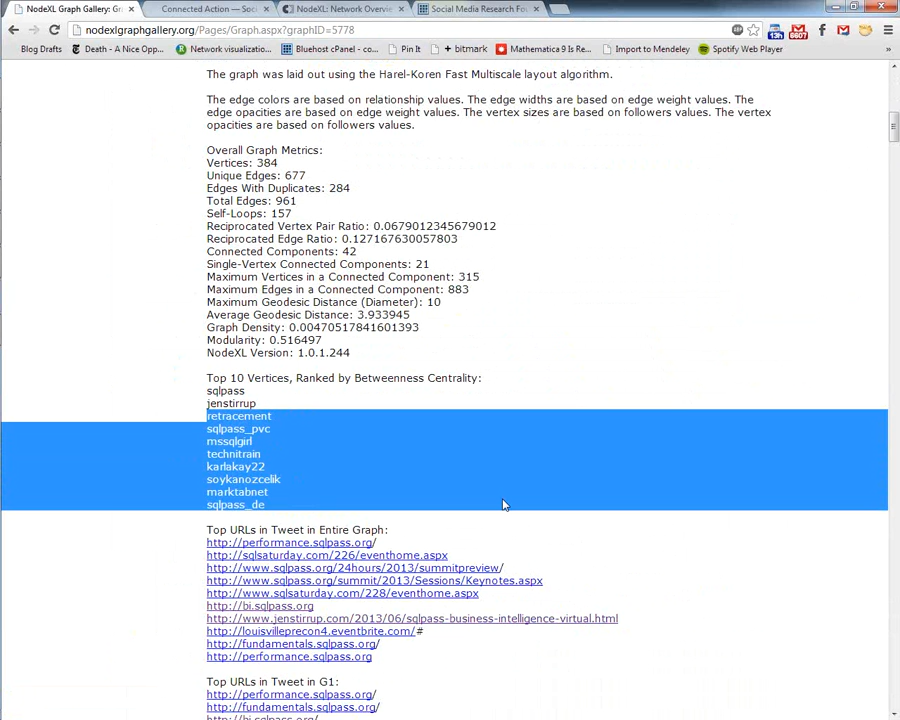 NodeXL Graph Gallery: Gr
Connected Action — Soci
NodeXL: Network Overvie
Social Media Research Fou
nodexlgraphgallery.org/Pages/Graph.aspx?graphID=5778
13h
6607
Blog Drafts
Death - A Nice Opp...
Network visualizatio...
Bluehost cPanel - co...
Pin It
+ bitmark
Mathematica 9 Is Re...
Import to Mendeley
Spotify Web Player
The graph was laid out using the Harel-Koren Fast Multiscale layout algorithm.
The edge colors are based on relationship values. The edge widths are based on edge weight values. The
edge opacities are based on edge weight values. The vertex sizes are based on followers values. The vertex
opacities are based on followers values.
Overall Graph Metrics:
Vertices: 384
Unique Edges: 677
Edges With Duplicates: 284
Total Edges: 961
Self-Loops: 157
Reciprocated Vertex Pair Ratio: 0.0679012345679012
Reciprocated Edge Ratio: 0.127167630057803
Connected Components: 42
Single-Vertex Connected Components: 21
Maximum Vertices in a Connected Component: 315
Maximum Edges in a Connected Component: 883
Maximum Geodesic Distance (Diameter): 10
Average Geodesic Distance: 3.933945
Graph Density: 0.00470517841601393
Modularity: 0.516497
NodeXL Version: 1.0.1.244
Top 10 Vertices, Ranked by Betweenness Centrality:
sqlpass
jenstirrup
retracement
sqlpass_pvc
mssqlgirl
technitrain
karlakay22
soykanozcelik
marktabnet
sqlpass_de
Top URLs in Tweet in Entire Graph:
http://performance.sqlpass.org/
http://sqlsaturday.com/226/eventhome.aspx
http://www.sqlpass.org/24hours/2013/summitpreview/
http://www.sqlpass.org/summit/2013/Sessions/Keynotes.aspx
http://www.sqlsaturday.com/228/eventhome.aspx
http://bi.sqlpass.org
http://www.jenstirrup.com/2013/06/sqlpass-business-intelligence-virtual.html
http://louisvilleprecon4.eventbrite.com/#
http://fundamentals.sqlpass.org/
http://performance.sqlpass.org
Top URLs in Tweet in G1:
http://performance.sqlpass.org/
http://fundamentals.sqlpass.org/
http://bi.sqlpass.org/